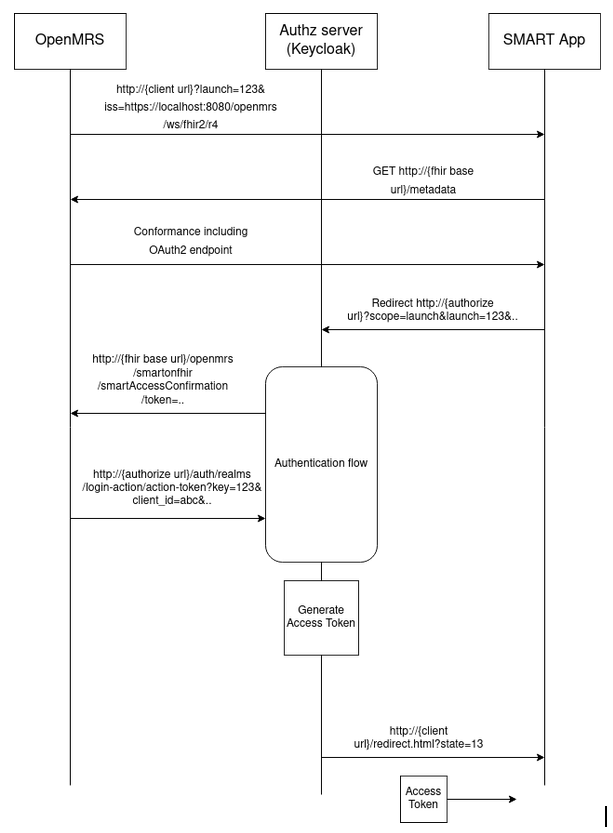 OpenMRS
Authz server
(Keycloak)
SMART App
http://{client url}?launch=123&
iss=https://localhost:8080/openmrs
/ws/fhir2/r4
GET http://{fhir base
url}/metadata
Conformance including
OAuth2 endpoint
Redirect http://{authorize
url}?scope=launch&launch=123&..
http://{fhir base url}/openmrs
/smartonfhir
/smartAccessConfirmation
/token=..
Authentication flow
http://{authorize url}/auth/realms
/login-action/action-token?key=123&
client_id=abc&..
Generate
Access Token
http://{client
url}/redirect.html?state=13
Access
Token